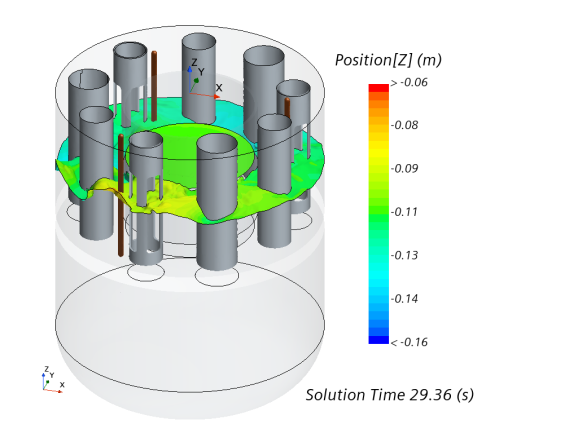 Position[Z] (m)
> -0.06
-0.08
-0.09
-0.11
-0.13
-0.14
< -0.16
Z
Y
X
Z
Y
X
Solution Time 29.36 (s)